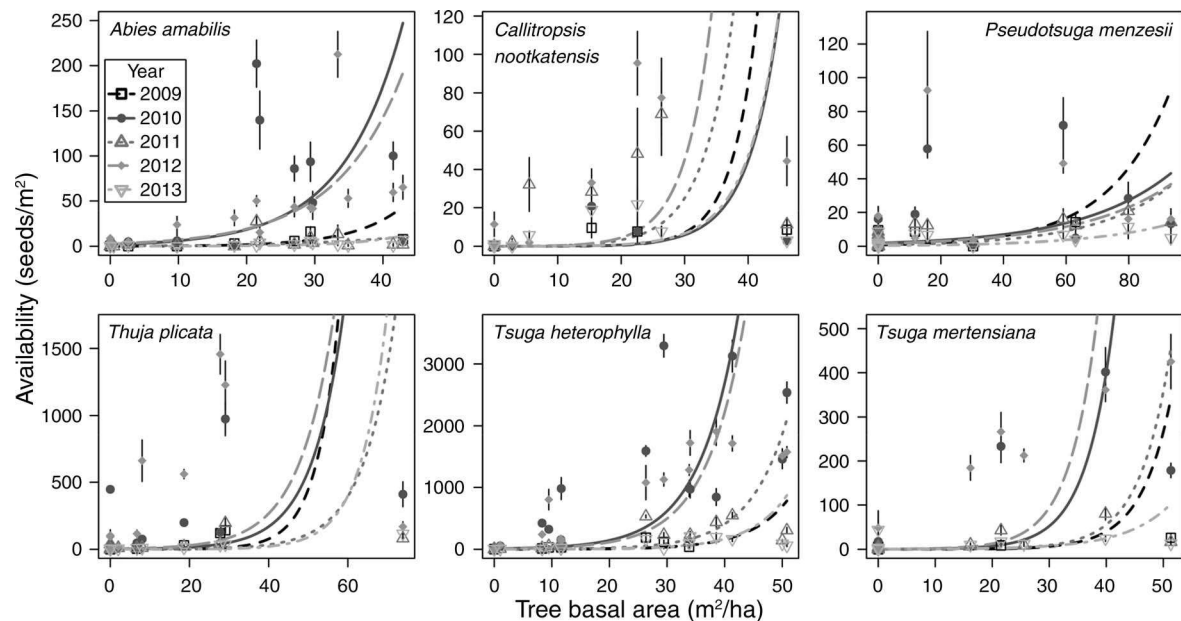 Abies amabilis
Year
2009
2010
2011
2012
2013
250
200
150
100
50
0
0 10 20 30 40
Callitropsis
nootkatensis
120
100
80
60
40
20
0
0 10 20 30 40
Pseudotsuga menzesii
120
100
80
60
40
20
0
0 20 40 60 80
Availability (seeds/m²)
Thuja plicata
1500
1000
500
0
0 20 40 60
Tsuga heterophylla
3000
2000
1000
0
0 10 20 30 40 50
Tsuga mertensiana
500
400
300
200
100
0
0 10 20 30 40 50
Tree basal area (m²/ha)